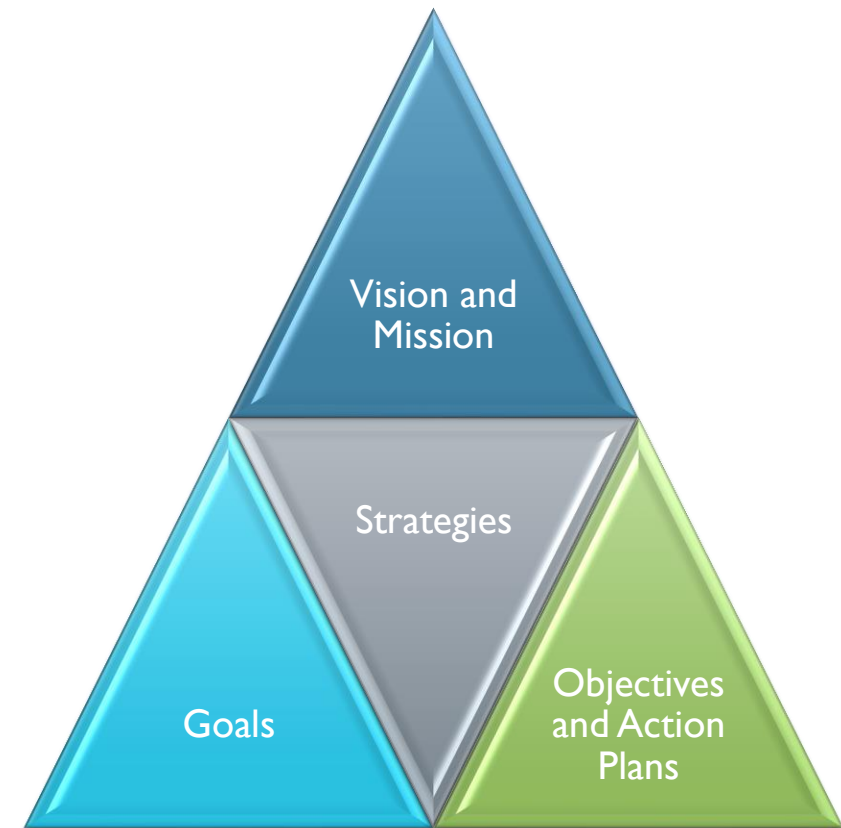 Vision and
Mission
Strategies
Goals
Objectives
and Action
Plans